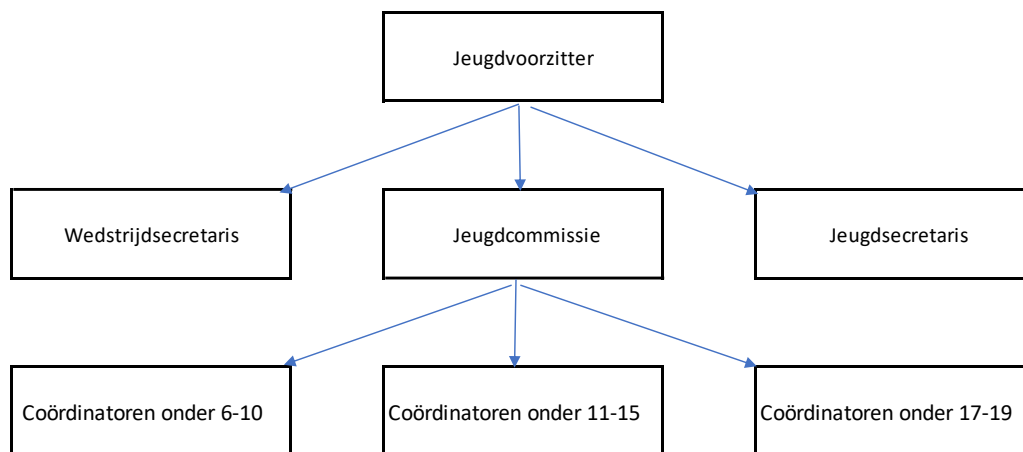 Jeugdvoorzitter
Wedstrijdsecretaris
Jeugdcommissie
Jeugdsecretaris
Coördinatoren onder 6-10
Coördinatoren onder 11-15
Coördinatoren onder 17-19